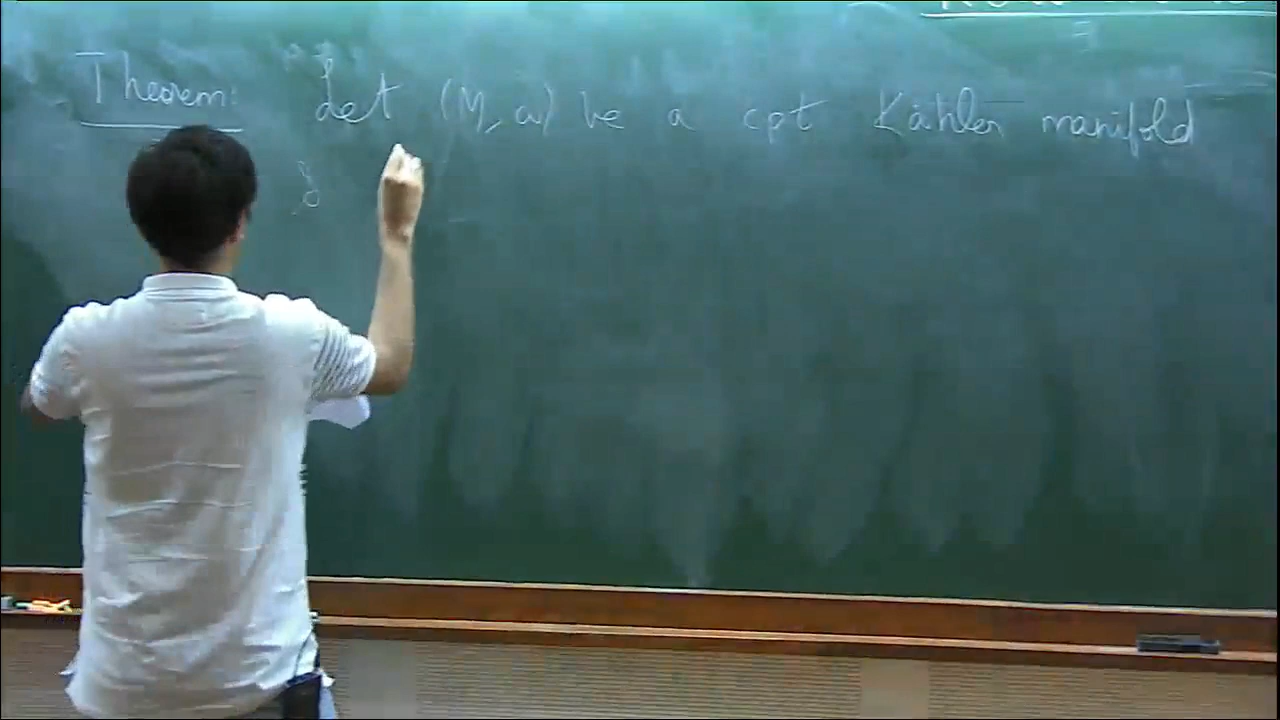 Theorem: Let (M, ω) be a cpt Kähler manifold